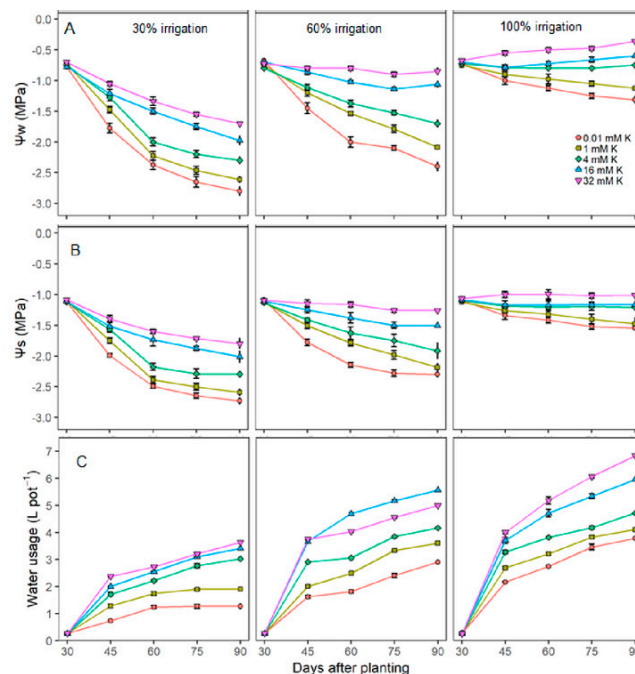 A 30% irrigation 60% irrigation 100% irrigation
0.0
-0.5
-1.0
-1.5
-2.0
-2.5
-3.0
Ψw (MPa)
0.01 mM K
1 mM K
4 mM K
16 mM K
32 mM K
B
0.0
-0.5
-1.0
-1.5
-2.0
-2.5
-3.0
Ψs (MPa)
C
7
6
5
4
3
2
1
0
Water usage (L pot⁻¹)
30 45 60 75 90 30 45 60 75 90 30 45 60 75 9
Days after planting